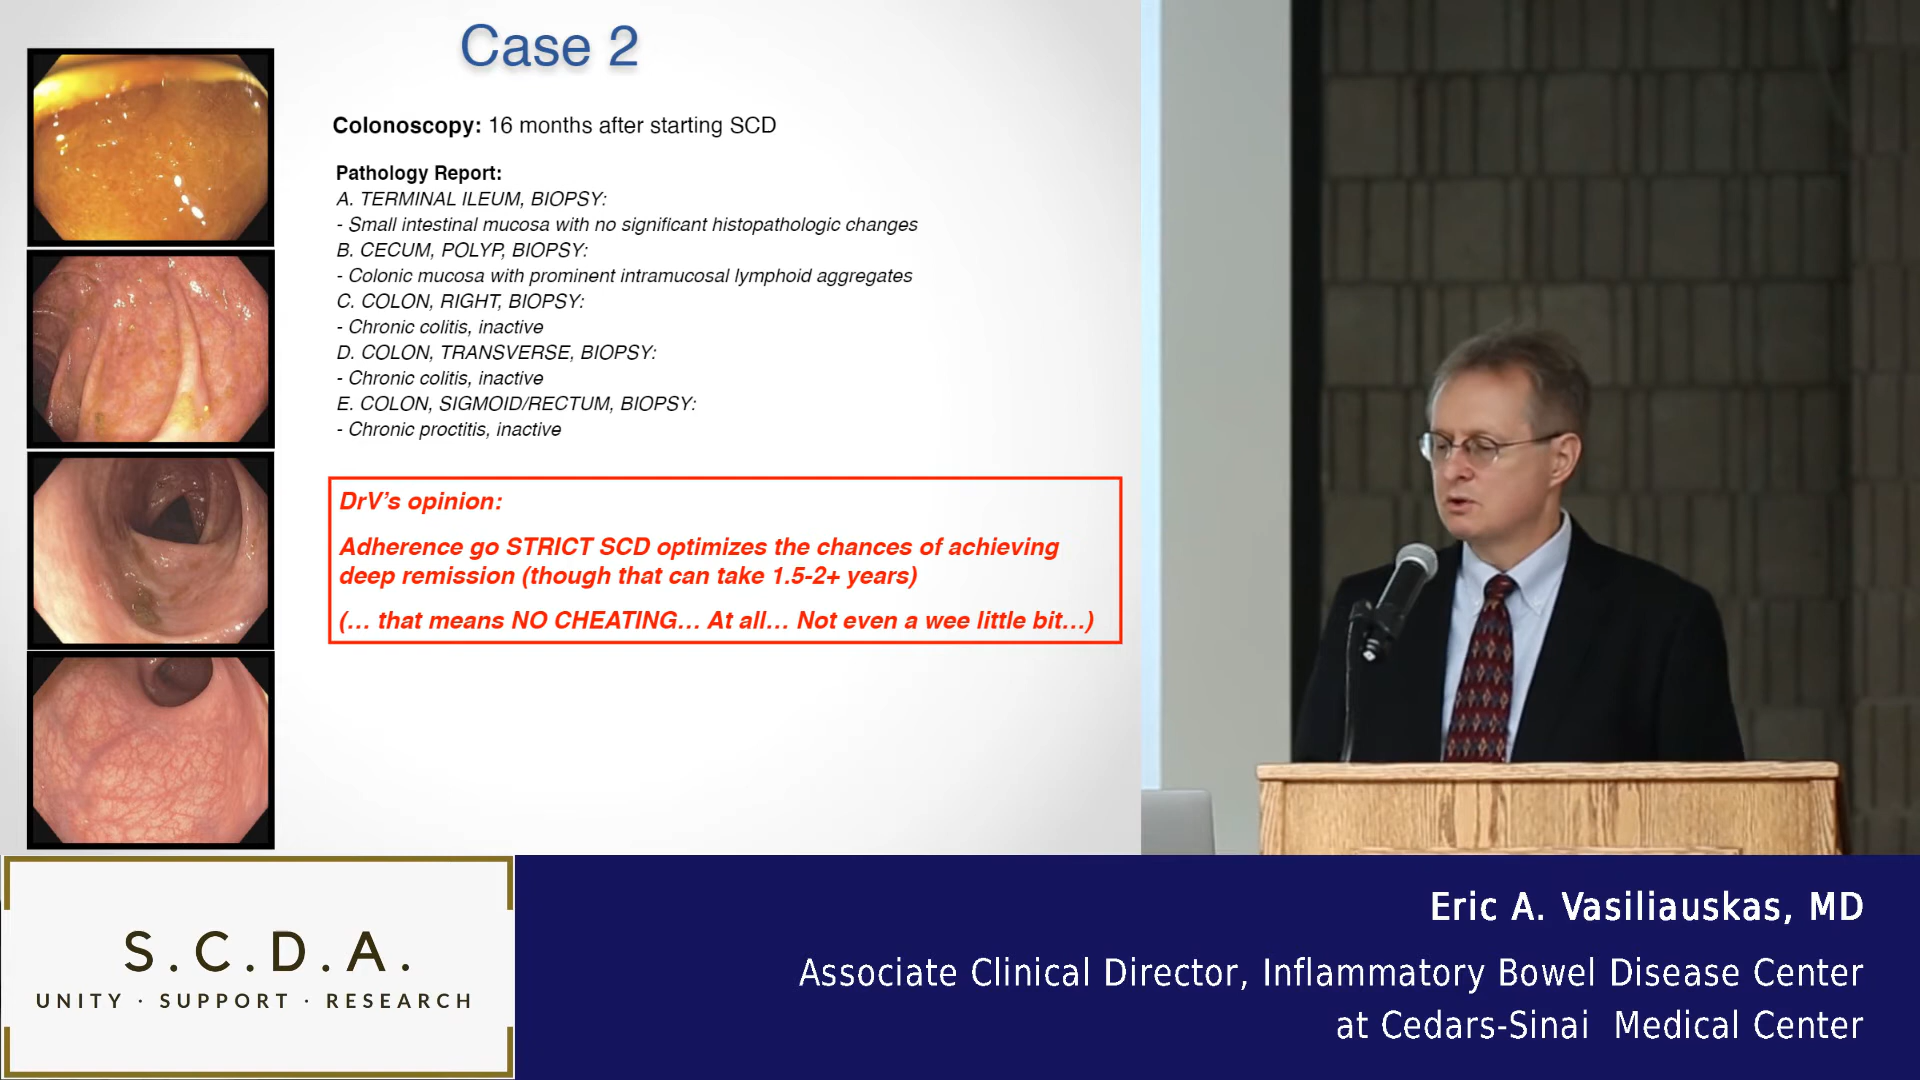 Case 2
Colonoscopy: 16 months after starting SCD
Pathology Report:
A. TERMINAL ILEUM, BIOPSY:
- Small intestinal mucosa with no significant histopathologic changes
B. CECUM, POLYP, BIOPSY:
- Colonic mucosa with prominent intramucosal lymphoid aggregates
C. COLON, RIGHT, BIOPSY:
- Chronic colitis, inactive
D. COLON, TRANSVERSE, BIOPSY:
- Chronic colitis, inactive
E. COLON, SIGMOID/RECTUM, BIOPSY:
- Chronic proctitis, inactive
DrV’s opinion:
Adherence go STRICT SCD optimizes the chances of achieving
deep remission (though that can take 1.5-2+ years)
(… that means NO CHEATING… At all… Not even a wee little bit…)
S.C.D.A.
UNITY · SUPPORT · RESEARCH
Eric A. Vasiliauskas, MD
Associate Clinical Director, Inflammatory Bowel Disease Center
at Cedars-Sinai Medical Center